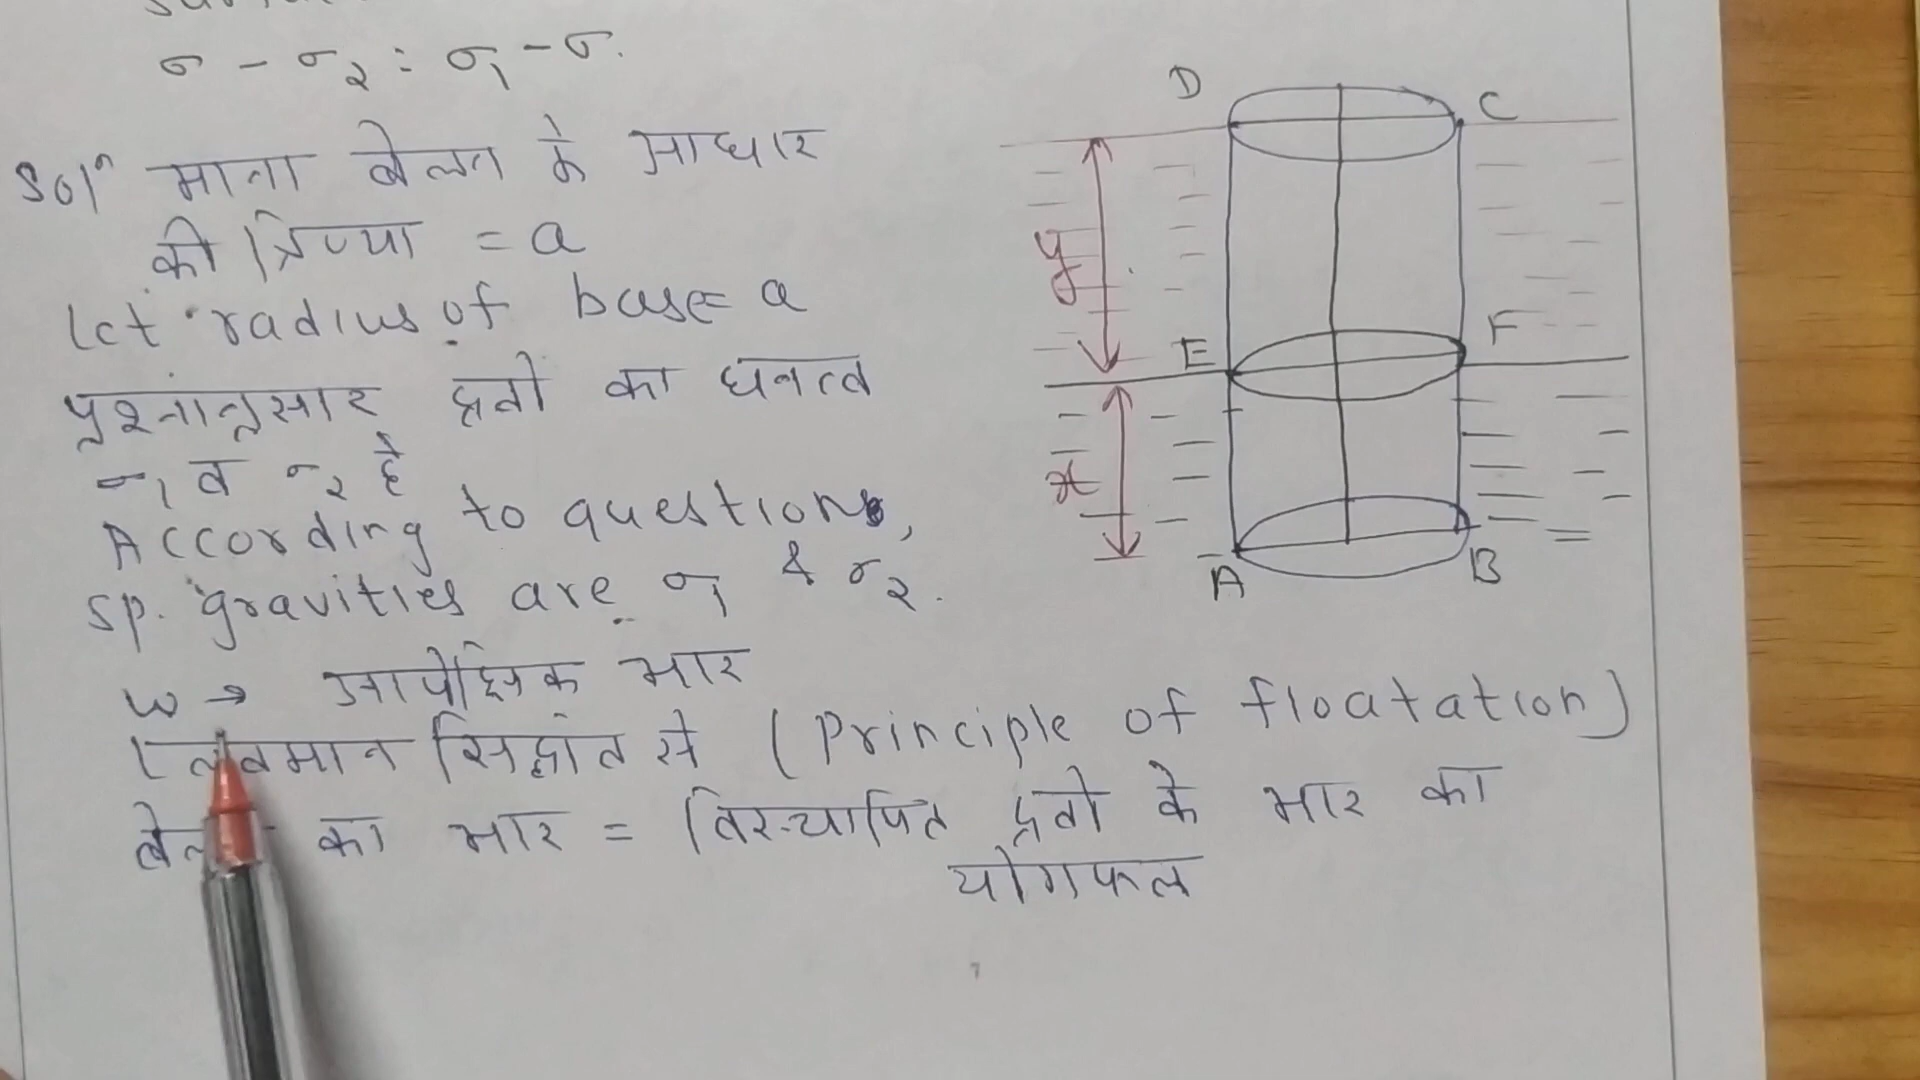 σ - σ₂ = σ₁ - σ.
Solⁿ माना बेलन के आधार
की त्रिज्या = a
Let radius of base = a
प्रश्नानुसार द्रवों का घनत्व
σ₁ व σ₂ है
According to question,
sp. gravities are σ₁ & σ₂.
w → आपेक्षिक भार
प्लवमान सिद्धांत से (Principle of floatation)
का भार = विस्थापित द्रवों के भार का
योगफल
D
C
y
E
F
x
A
B